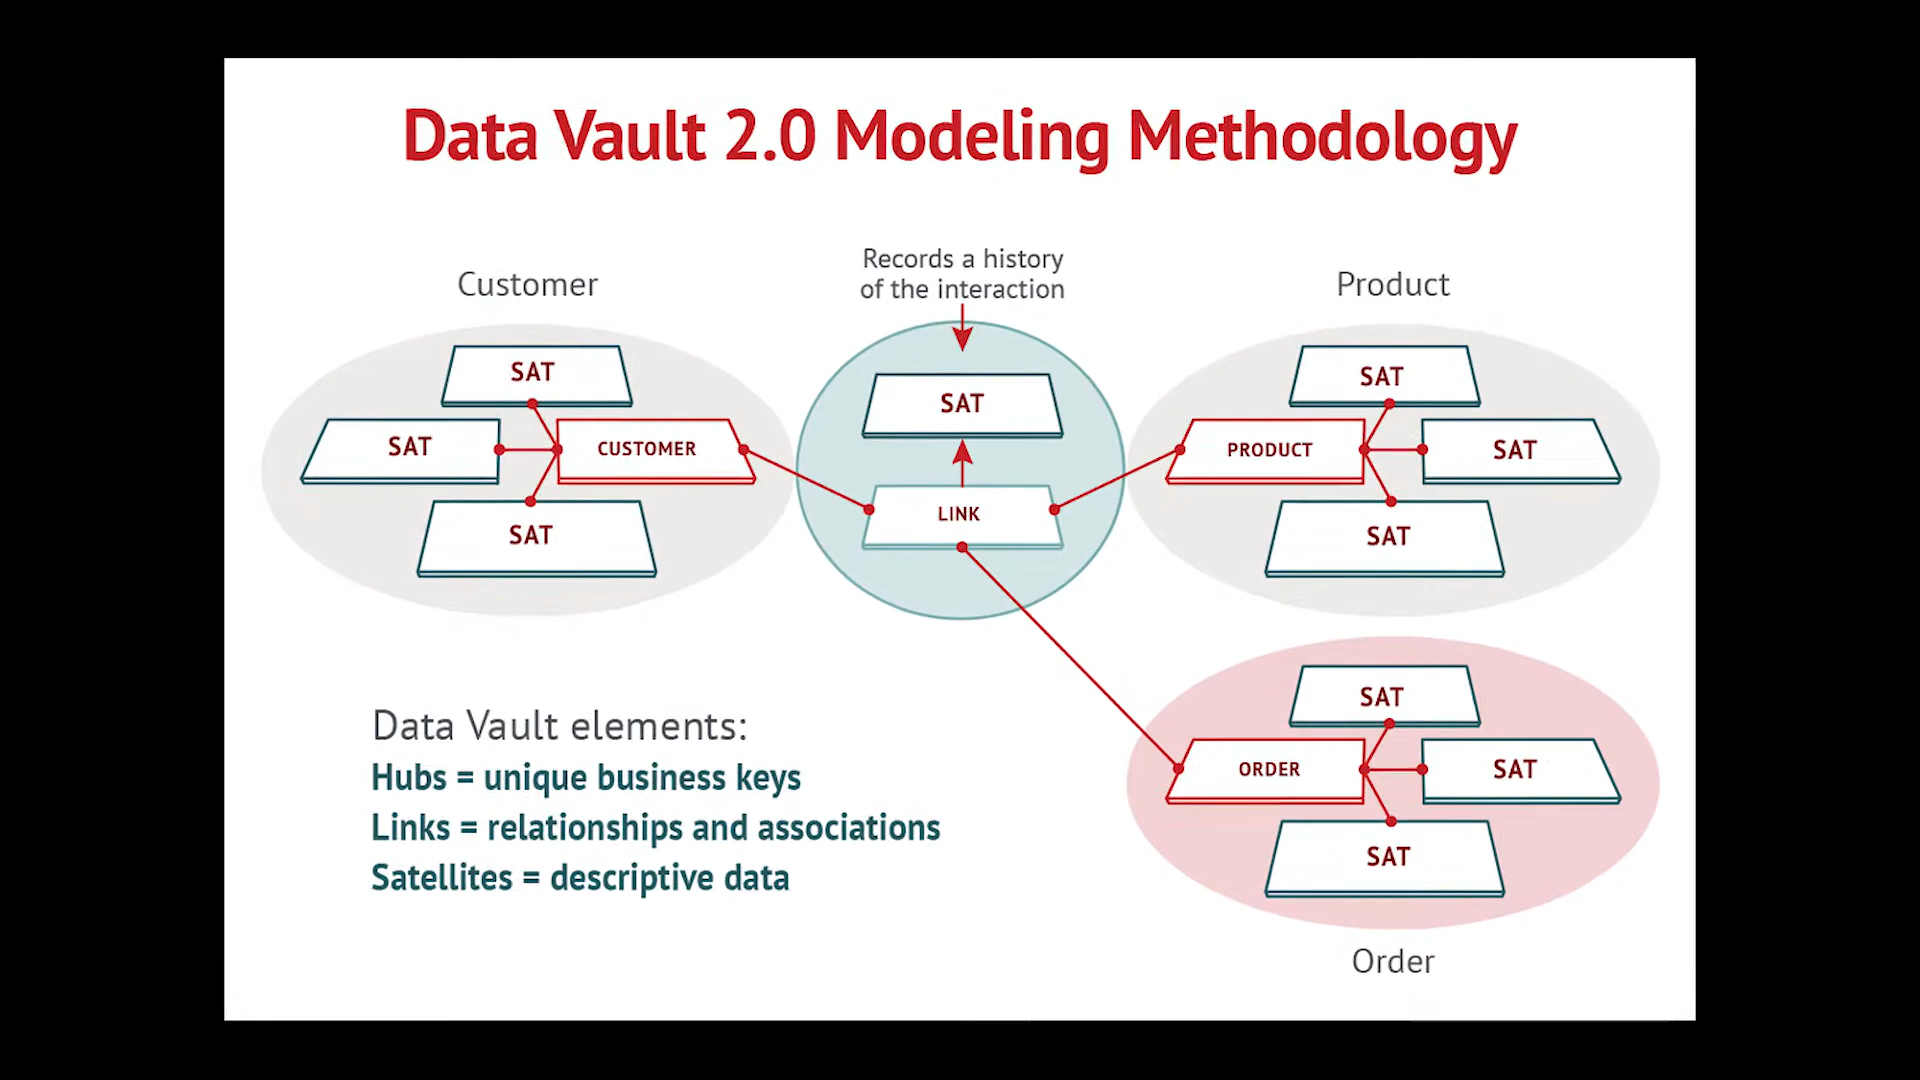 Data Vault 2.0 Modeling Methodology
Records a history
of the interaction
Customer
Product
SAT
SAT
CUSTOMER
SAT
SAT
LINK
SAT
PRODUCT
SAT
SAT
SAT
ORDER
SAT
SAT
Order
Data Vault elements:
Hubs = unique business keys
Links = relationships and associations
Satellites = descriptive data